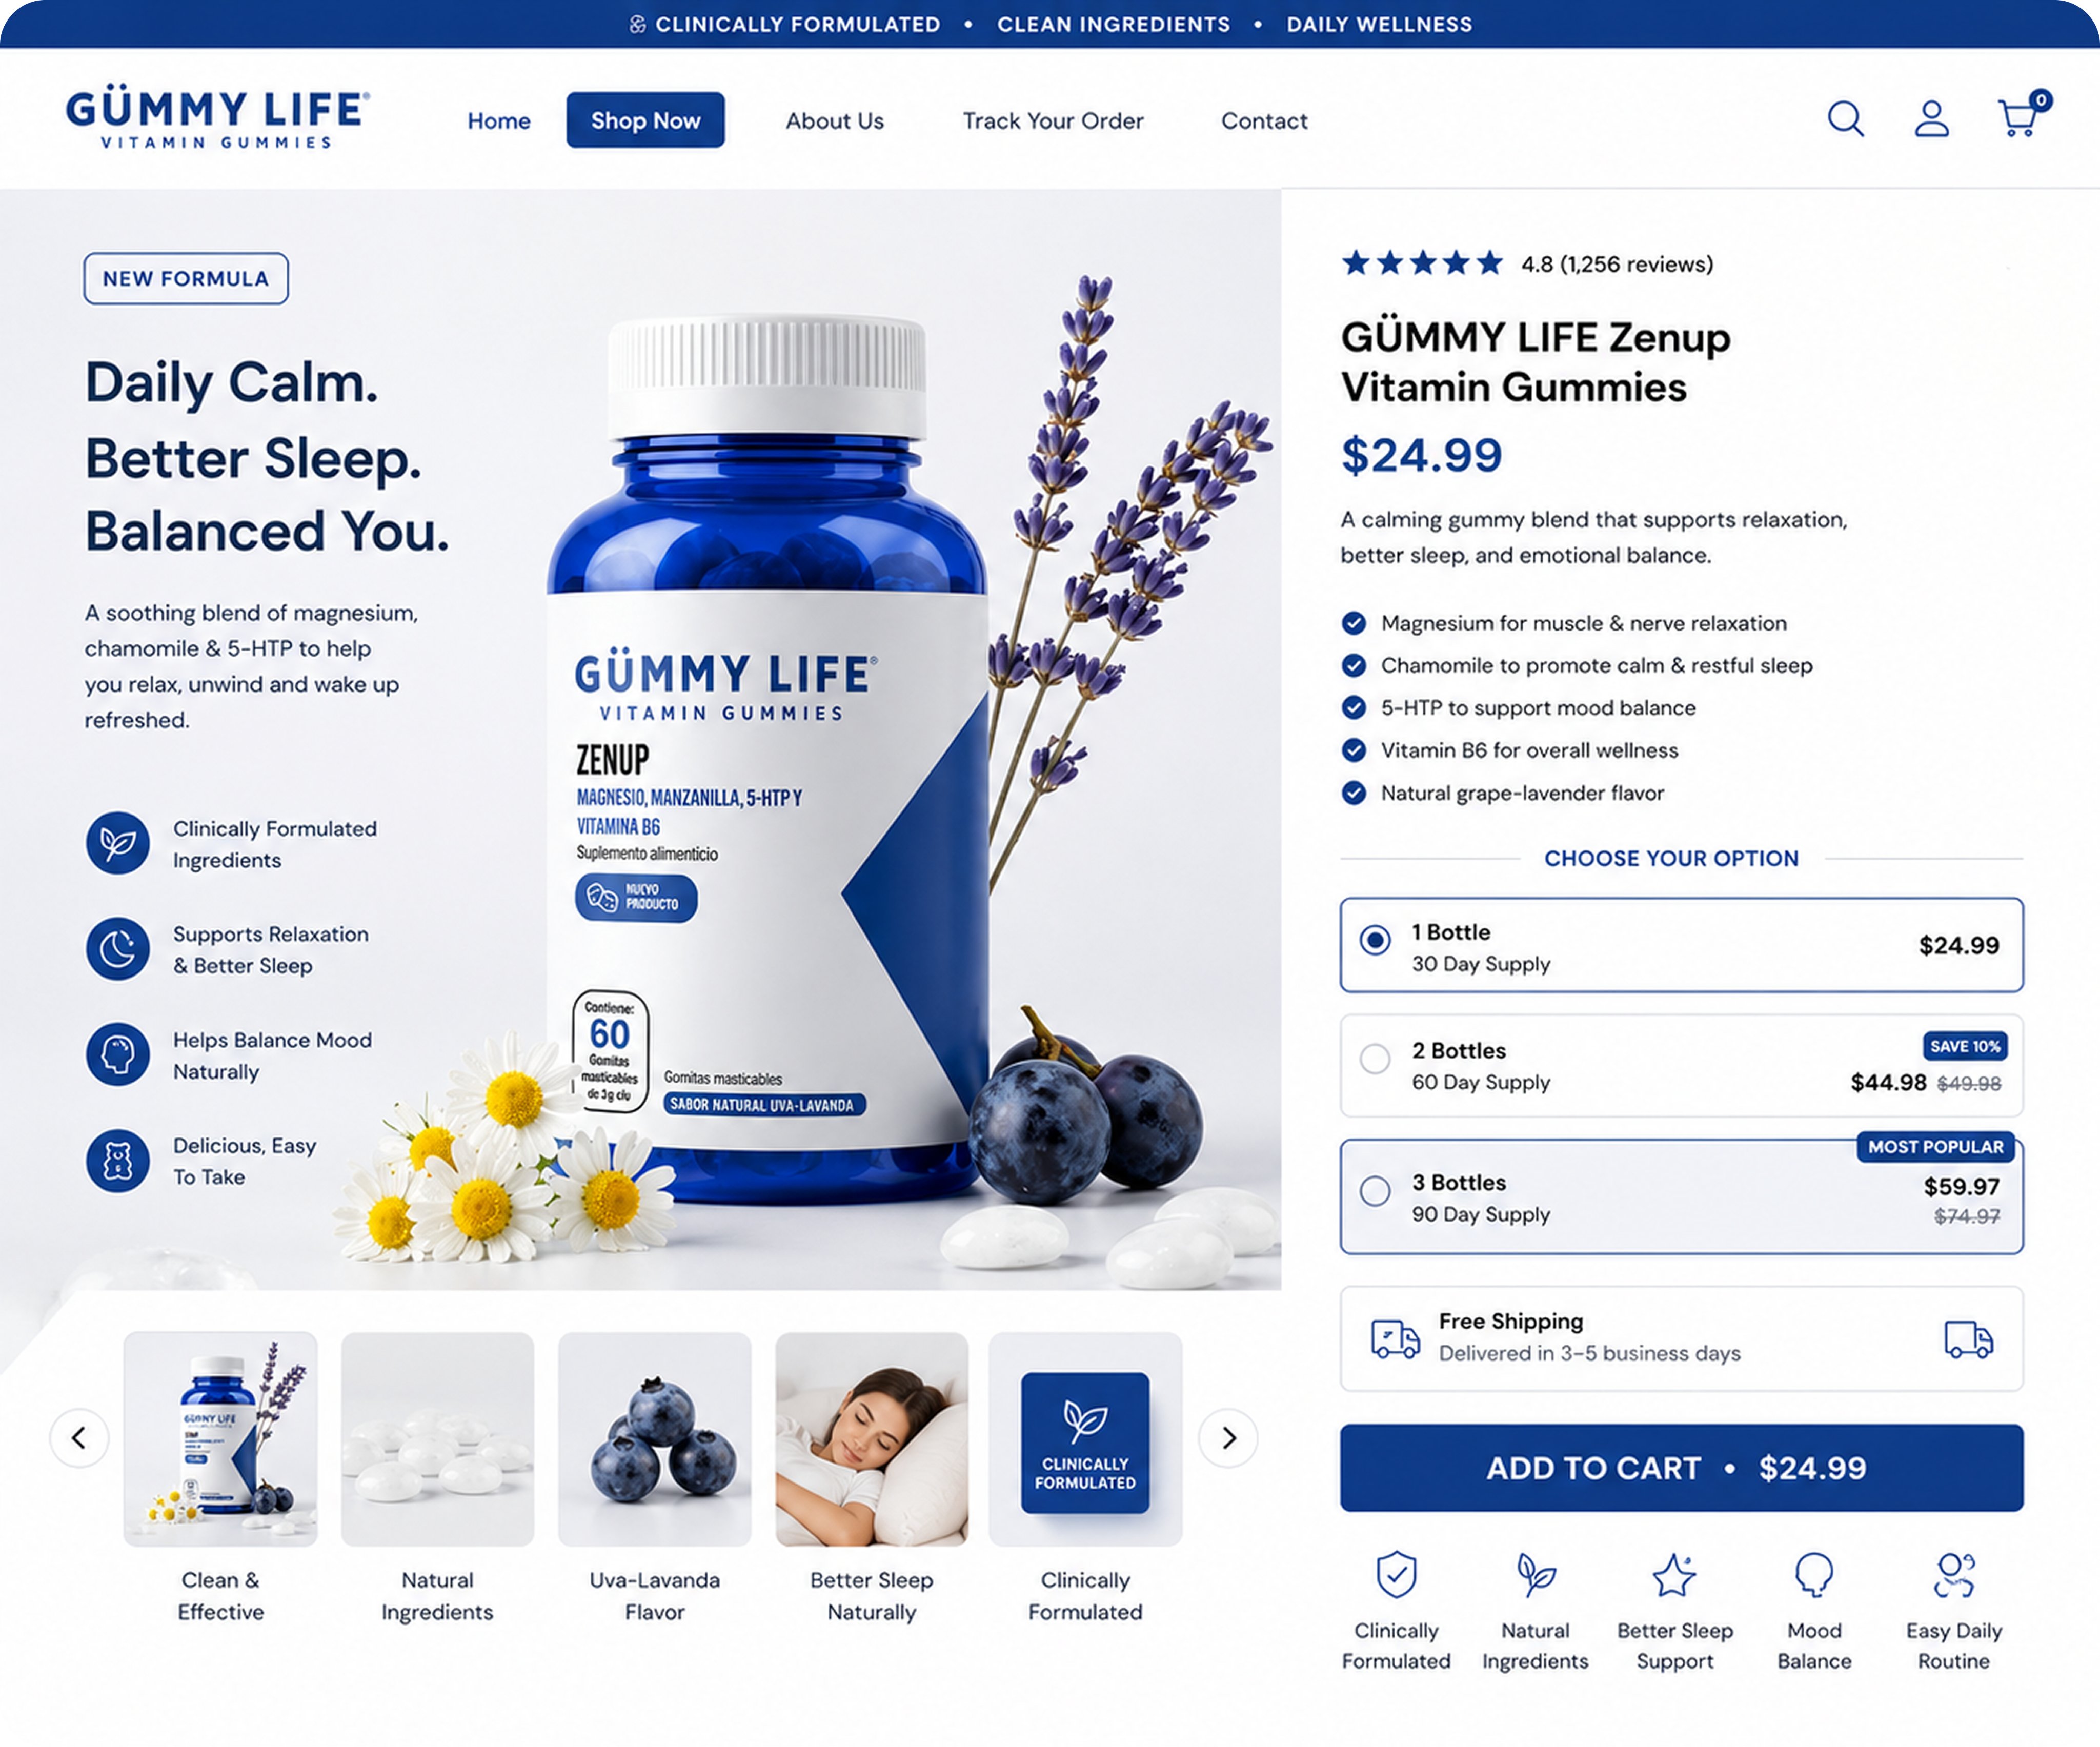 CLINICALLY FORMULATED • CLEAN INGREDIENTS • DAILY WELLNESS
GÜMMY LIFE®
VITAMIN GUMMIES
Home
Shop Now
About Us
Track Your Order
Contact
0
NEW FORMULA
Daily Calm.
Better Sleep.
Balanced You.
A soothing blend of magnesium,
chamomile & 5-HTP to help
you relax, unwind and wake up
refreshed.
Clinically Formulated
Ingredients
Supports Relaxation
& Better Sleep
Helps Balance Mood
Naturally
Delicious, Easy
To Take
GÜMMY LIFE®
VITAMIN GUMMIES
ZENUP
MAGNESIO, MANZANILLA, 5-HTP Y
VITAMINA B6
Suplemento alimenticio
NUEVO
PRODUCTO
Contiene:
60
Gomitas
masticables
de 3g c/u
Gomitas masticables
SABOR NATURAL UVA-LAVANDA
CLINICALLY
FORMULATED
Clean &
Effective
Natural
Ingredients
Uva-Lavanda
Flavor
Better Sleep
Naturally
Clinically
Formulated
4.8 (1,256 reviews)
GÜMMY LIFE Zenup
Vitamin Gummies
$24.99
A calming gummy blend that supports relaxation,
better sleep, and emotional balance.
Magnesium for muscle & nerve relaxation
Chamomile to promote calm & restful sleep
5-HTP to support mood balance
Vitamin B6 for overall wellness
Natural grape-lavender flavor
CHOOSE YOUR OPTION
1 Bottle
30 Day Supply
$24.99
2 Bottles
60 Day Supply
SAVE 10%
$44.98 $49.98
MOST POPULAR
3 Bottles
90 Day Supply
$59.97
$74.97
Free Shipping
Delivered in 3-5 business days
ADD TO CART • $24.99
Clinically
Formulated
Natural
Ingredients
Better Sleep
Support
Mood
Balance
Easy Daily
Routine